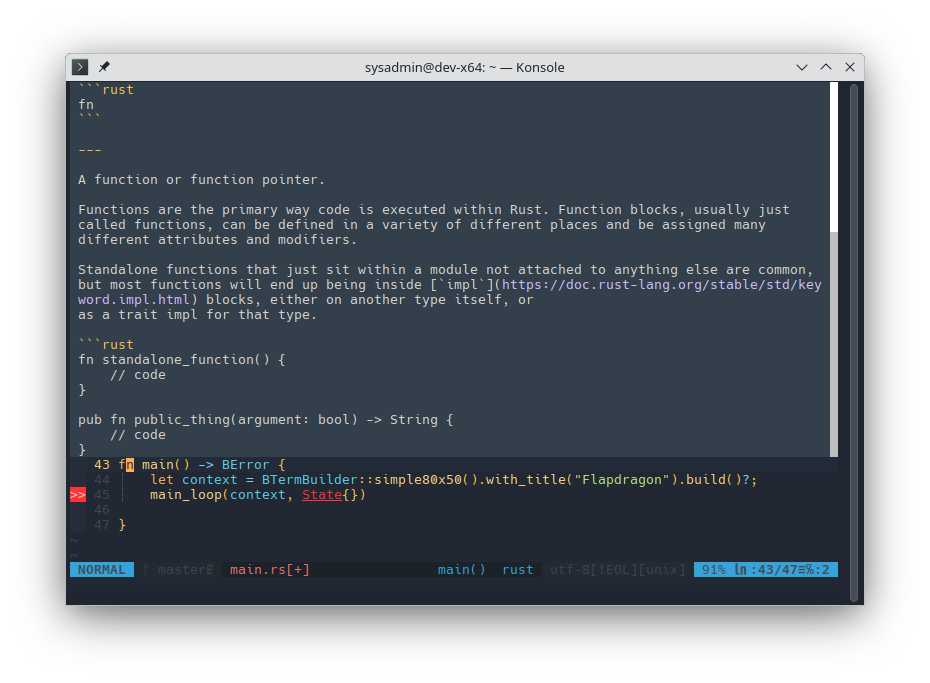 sysadmin@dev-x64: ~ — Konsole
```rust
fn
```
---
A function or function pointer.
Functions are the primary way code is executed within Rust. Function blocks, usually just
called functions, can be defined in a variety of different places and be assigned many
different attributes and modifiers.
Standalone functions that just sit within a module not attached to anything else are common,
but most functions will end up being inside [`impl`](https://doc.rust-lang.org/stable/std/key
word.impl.html) blocks, either on another type itself, or
as a trait impl for that type.
```rust
fn standalone_function() {
    // code
}
pub fn public_thing(argument: bool) -> String {
    // code
}
43 fn main() -> BError {
44     let context = BTermBuilder::simple80x50().with_title("Flapdragon").build()?;
>> 45     main_loop(context, State{})
46
47 }
~
~
NORMAL master main.rs[+] main() rust utf-8[!EOL][unix] 91% ln :43/47≡%:2